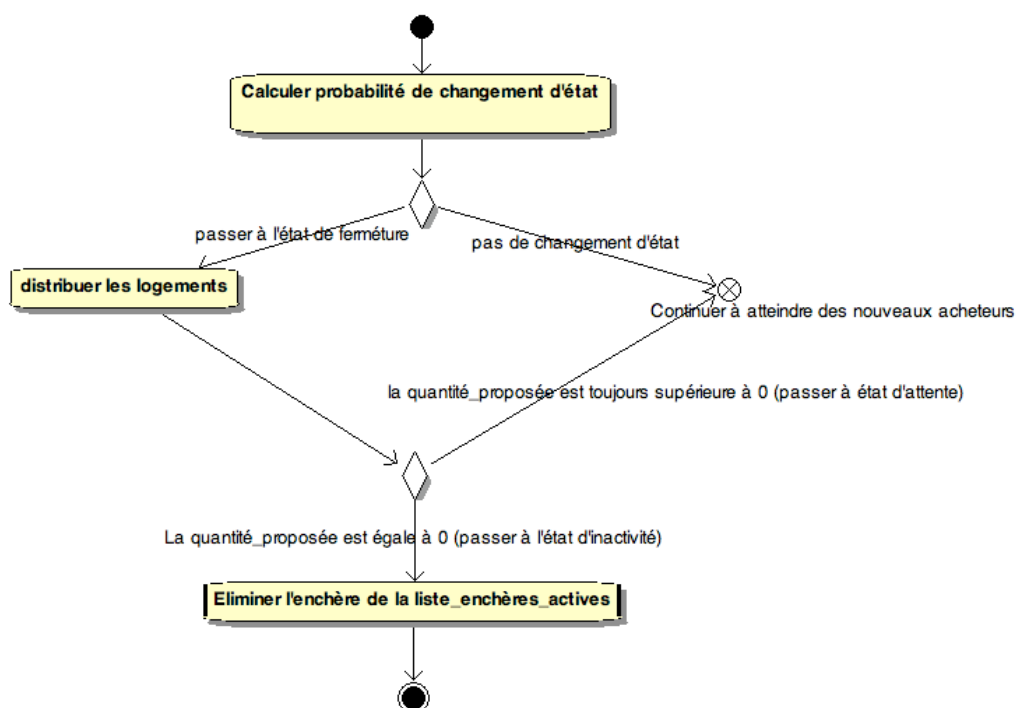 Calculer probabilité de changement d'état
passer à l'état de ferméture
pas de changement d'état
distribuer les logements
Continuer à atteindre des nouveaux acheteurs
la quantité_proposée est toujours supérieure à 0 (passer à état d'attente)
La quantité_proposée est égale à 0 (passer à l'état d'inactivité)
Eliminer l'enchère de la liste_enchères_actives